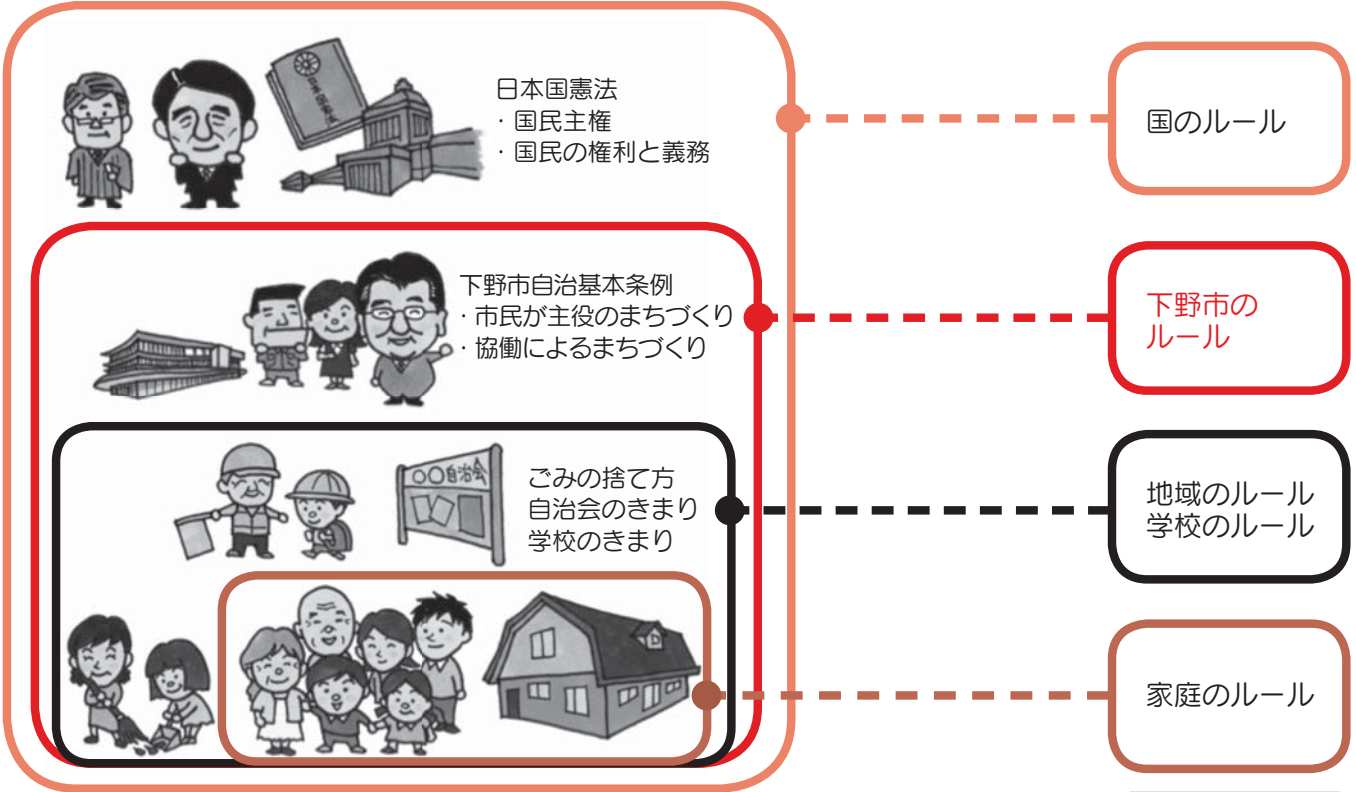 日本国憲法
・国民主権
・国民の権利と義務
国のルール
下野市自治基本条例
・市民が主役のまちづくり
・協働によるまちづくり
下野市の
ルール
〇〇自治会
ごみの捨て方
自治会のきまり
学校のきまり
地域のルール
学校のルール
家庭のルール